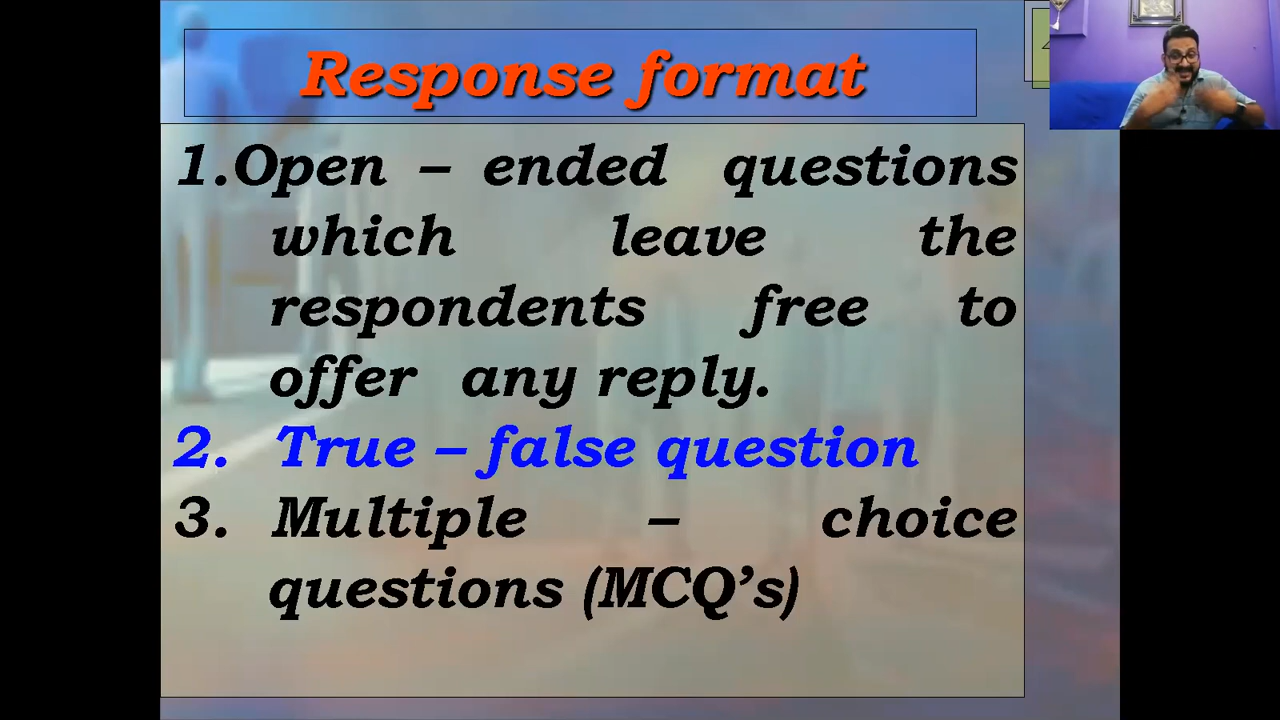 Response format
1.Open – ended questions
which leave the
respondents free to
offer any reply.
2. True – false question
3. Multiple – choice
questions (MCQ’s)